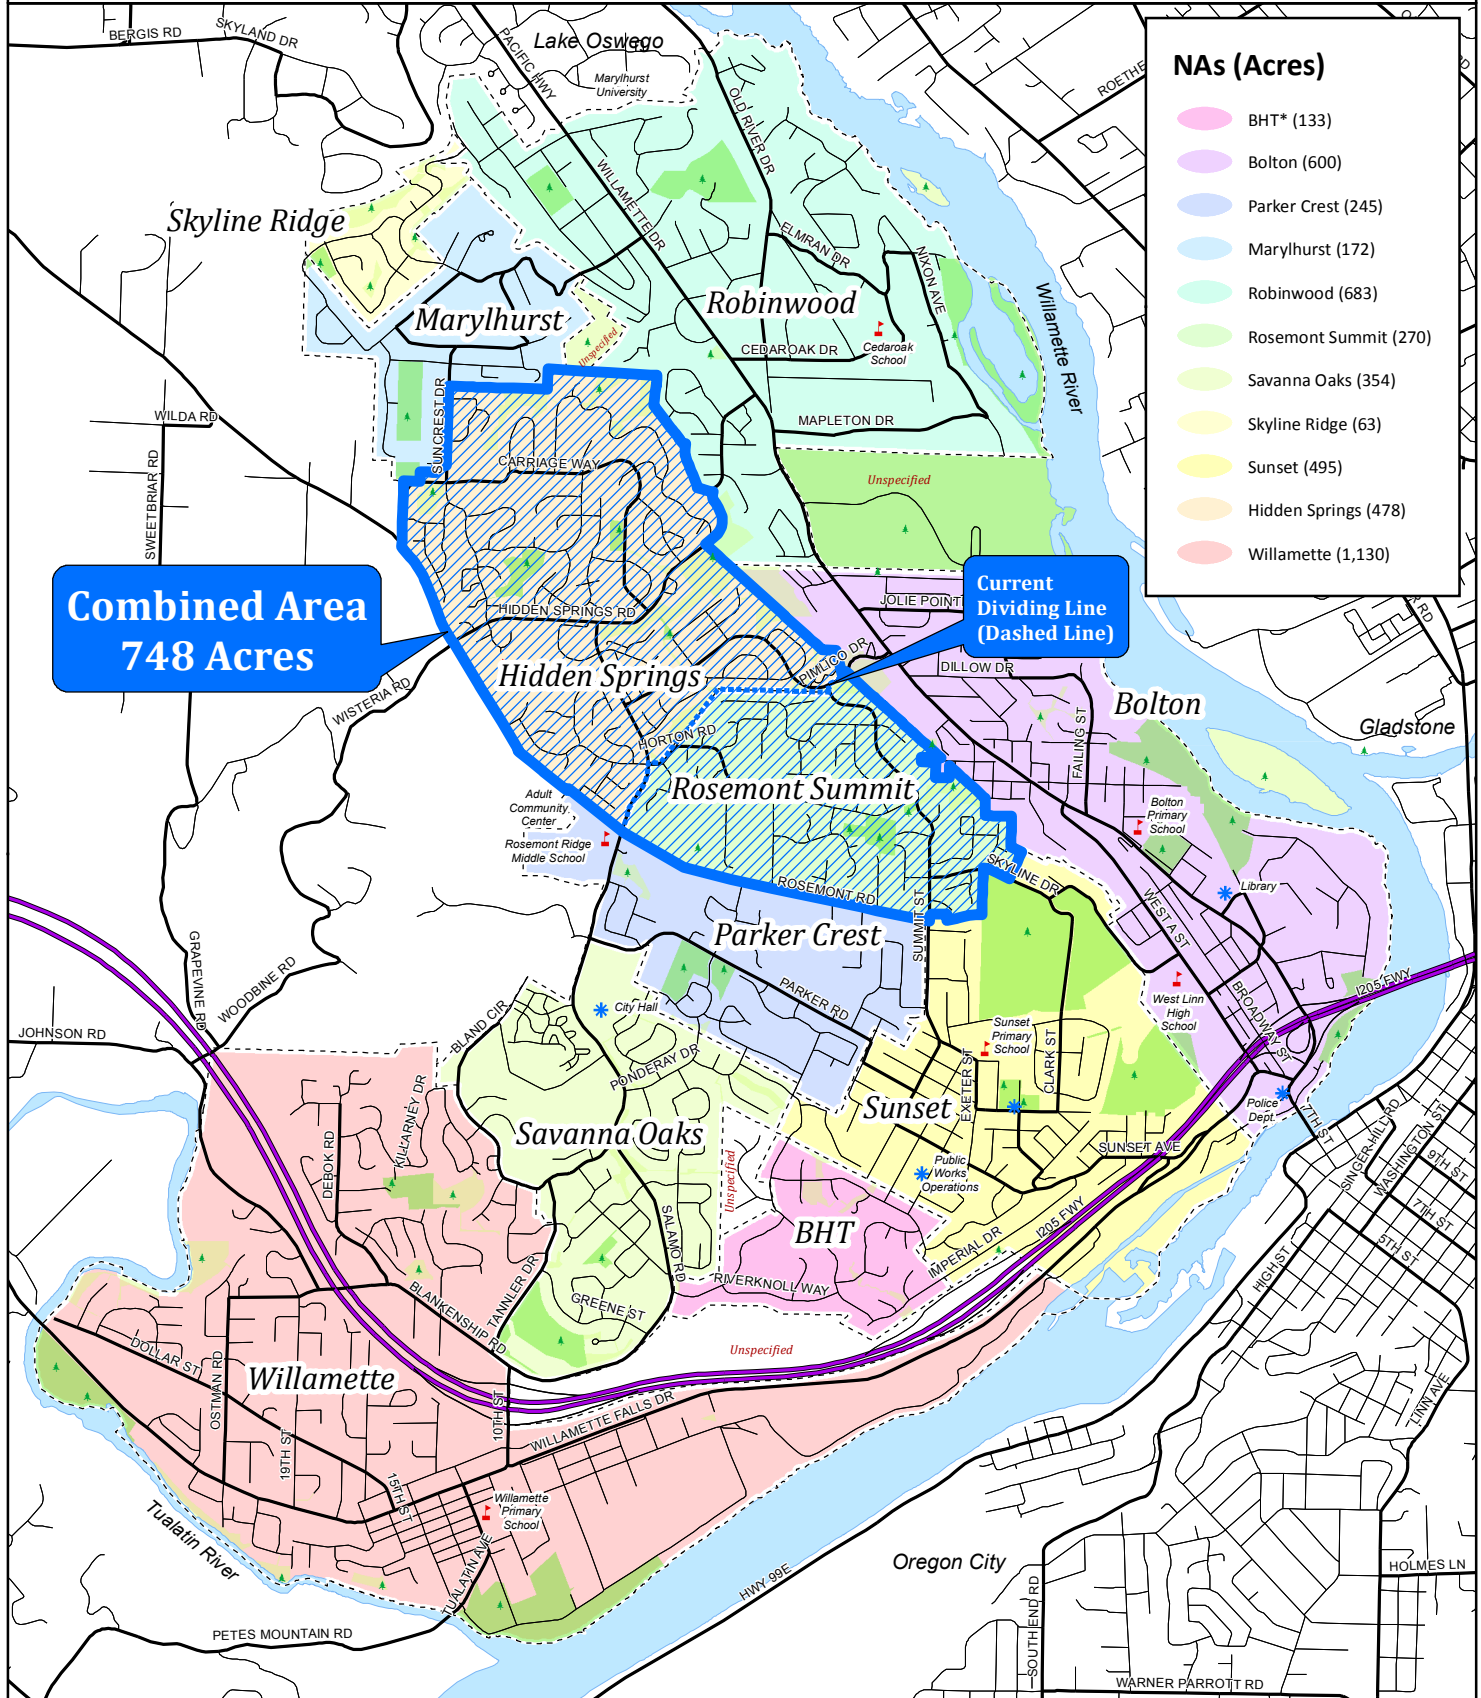 BERGIS RD
SKYLAND DR
PACIFIC HWY
Lake Oswego
Marylhurst
University
OLD RIVER DR
ROETHE
NAs (Acres)
BHT* (133)
Bolton (600)
Parker Crest (245)
Marylhurst (172)
Robinwood (683)
Rosemont Summit (270)
Savanna Oaks (354)
Skyline Ridge (63)
Sunset (495)
Hidden Springs (478)
Willamette (1,130)
RD
Skyline Ridge
WILLAMETTE DR
ELMRAN DR
NIXON AVE
Willamette River
Marylhurst
Robinwood
Unspecified
CEDAROAK DR
Cedaroak
School
WILDA RD
SUNCREST DR
MAPLETON DR
SWEETBRIAR RD
CARRIAGE WAY
Unspecified
Combined Area
748 Acres
Current
Dividing Line
(Dashed Line)
HIDDEN SPRINGS RD
JOLIE POINT
RD
PIMLICO DR
DILLOW DR
Hidden Springs
WISTERIA RD
Bolton
Gladstone
HORTON RD
FAILING ST
Rosemont Summit
Adult
Community
Center
Bolton
Primary
School
Rosemont Ridge
Middle School
SKYLINE DR
ROSEMONT RD
Library
SUMMIT ST
WEST A ST
Parker Crest
GRAPEVINE RD
WOODBINE RD
PARKER RD
West Linn
High
School
BROADWAY ST
I205 FWY
City Hall
BLAND CIR
JOHNSON RD
Sunset
Primary
School
PONDERAY DR
EXETER ST
CLARK ST
KILLARNEY DR
Sunset
Police
Dept.
7TH ST
SINGER HILL RD
WASHINGTON ST
DEBOK RD
Savanna Oaks
SUNSET AVE
9TH ST
Unspecified
Public
Works
Operations
7TH ST
SALAMO RD
BHT
IMPERIAL DR
I205 FWY
5TH ST
HIGH ST
TANNLER DR
RIVERKNOLL WAY
BLANKENSHIP RD
GREENE ST
DOLLAR ST
Unspecified
OSTMAN RD
Willamette
10TH ST
WILLAMETTE FALLS DR
LINN AVE
19TH ST
15TH ST
Willamette
Primary
School
Tualatin River
TUALATIN AVE
Oregon City
HWY 99E
HOLMES LN
SOUTH END RD
PETES MOUNTAIN RD
WARNER PARROTT RD